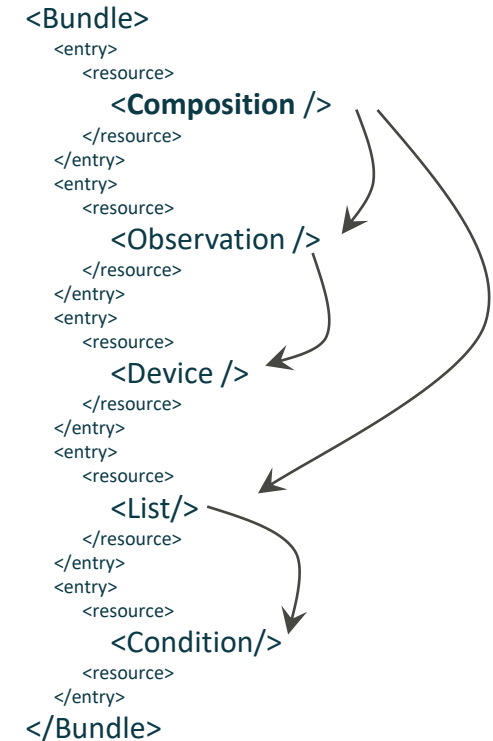 <Bundle>
<entry>
<resource>
<Composition />
</resource>
</entry>
<entry>
<resource>
<Observation />
</resource>
</entry>
<entry>
<resource>
<Device />
</resource>
</entry>
<entry>
<resource>
<List/>
</resource>
</entry>
<entry>
<resource>
<Condition/>
<resource>
</entry>
</Bundle>